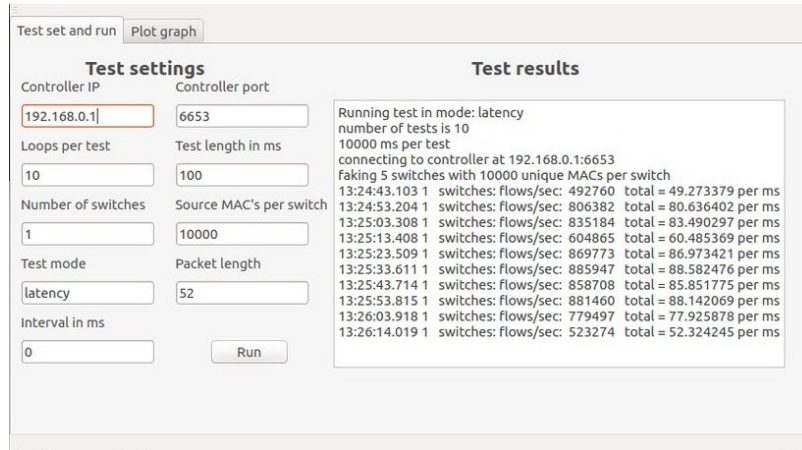 Test set and run
Plot graph
Test settings
Controller IP
Controller port
192.168.0.1
6653
Loops per test
Test length in ms
10
100
Number of switches
Source MAC's per switch
1
10000
Test mode
Packet length
latency
52
Interval in ms
0
Run
Test results
Running test in mode: latency
number of tests is 10
10000 ms per test
connecting to controller at 192.168.0.1:6653
faking 5 switches with 10000 unique MACs per switch
13:24:43.103 1 switches: flows/sec: 492760 total = 49.273379 per ms
13:24:53.204 1 switches: flows/sec: 806382 total = 80.636402 per ms
13:25:03.308 1 switches: flows/sec: 835184 total = 83.490297 per ms
13:25:13.408 1 switches: flows/sec: 604865 total = 60.485369 per ms
13:25:23.509 1 switches: flows/sec: 869773 total = 86.973421 per ms
13:25:33.611 1 switches: flows/sec: 885947 total = 88.582476 per ms
13:25:43.714 1 switches: flows/sec: 858708 total = 85.851775 per ms
13:25:53.815 1 switches: flows/sec: 881460 total = 88.142069 per ms
13:26:03.918 1 switches: flows/sec: 779497 total = 77.925878 per ms
13:26:14.019 1 switches: flows/sec: 523274 total = 52.324245 per ms